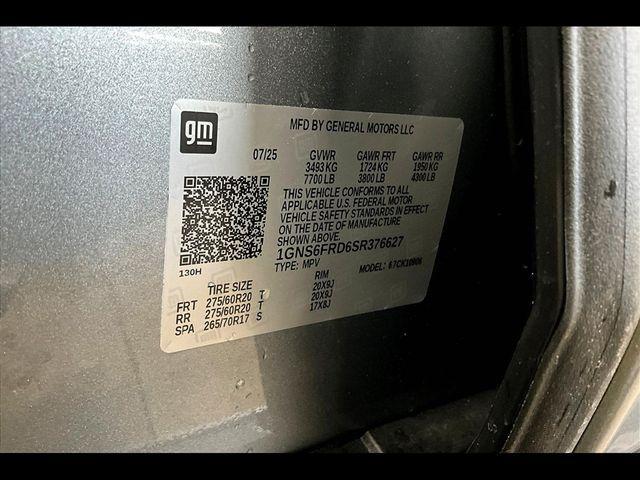 gm
MFD BY GENERAL MOTORS LLC
07/25 GVWR GAWR FRT GAWR RR
3493 KG 1724 KG 1950 KG
7700 LB 3800 LB 4300 LB
THIS VEHICLE CONFORMS TO ALL
APPLICABLE U.S. FEDERAL MOTOR
VEHICLE SAFETY STANDARDS IN EFFECT
ON THE DATE OF MANUFACTURE
1GNS6FRD6SR376627
130H
TYPE: MPV MODEL:
TIRE SIZE RIM
FRT 275/60R20 T 20X9J
RR 275/60R20 T 20X9J
SPA 265/70R17 S 17X8J